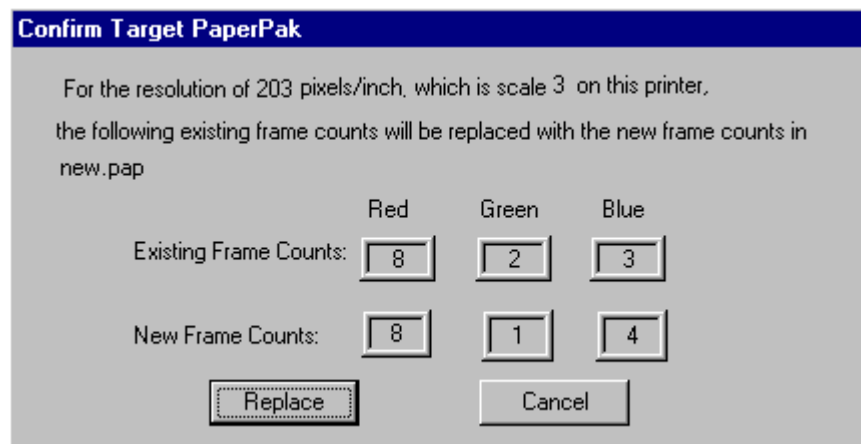 Confirm Target PaperPak
For the resolution of 203 pixels/inch, which is scale 3 on this printer,
the following existing frame counts will be replaced with the new frame counts in
new.pap
Red Green Blue
Existing Frame Counts: 8 2 3
New Frame Counts: 8 1 4
Replace Cancel